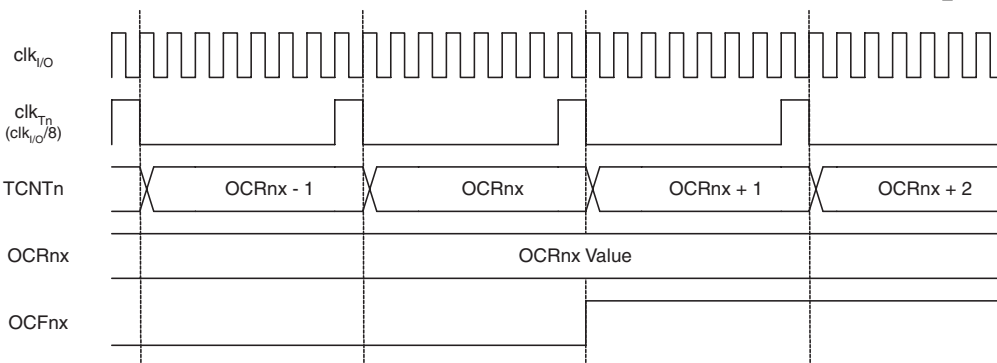 clkI/O
clkTn
(clkI/O/8)
TCNTn OCRnx - 1 OCRnx OCRnx + 1 OCRnx + 2
OCRnx OCRnx Value
OCFnx